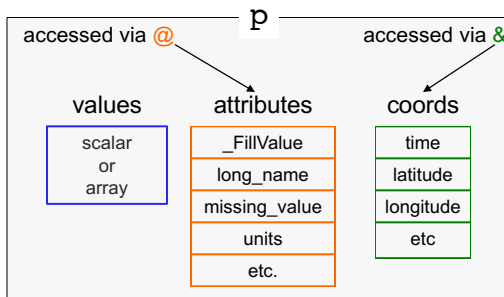 p
accessed via @
accessed via &
values
attributes
coords
scalar
or
array
_FillValue
long_name
missing_value
units
etc.
time
latitude
longitude
etc